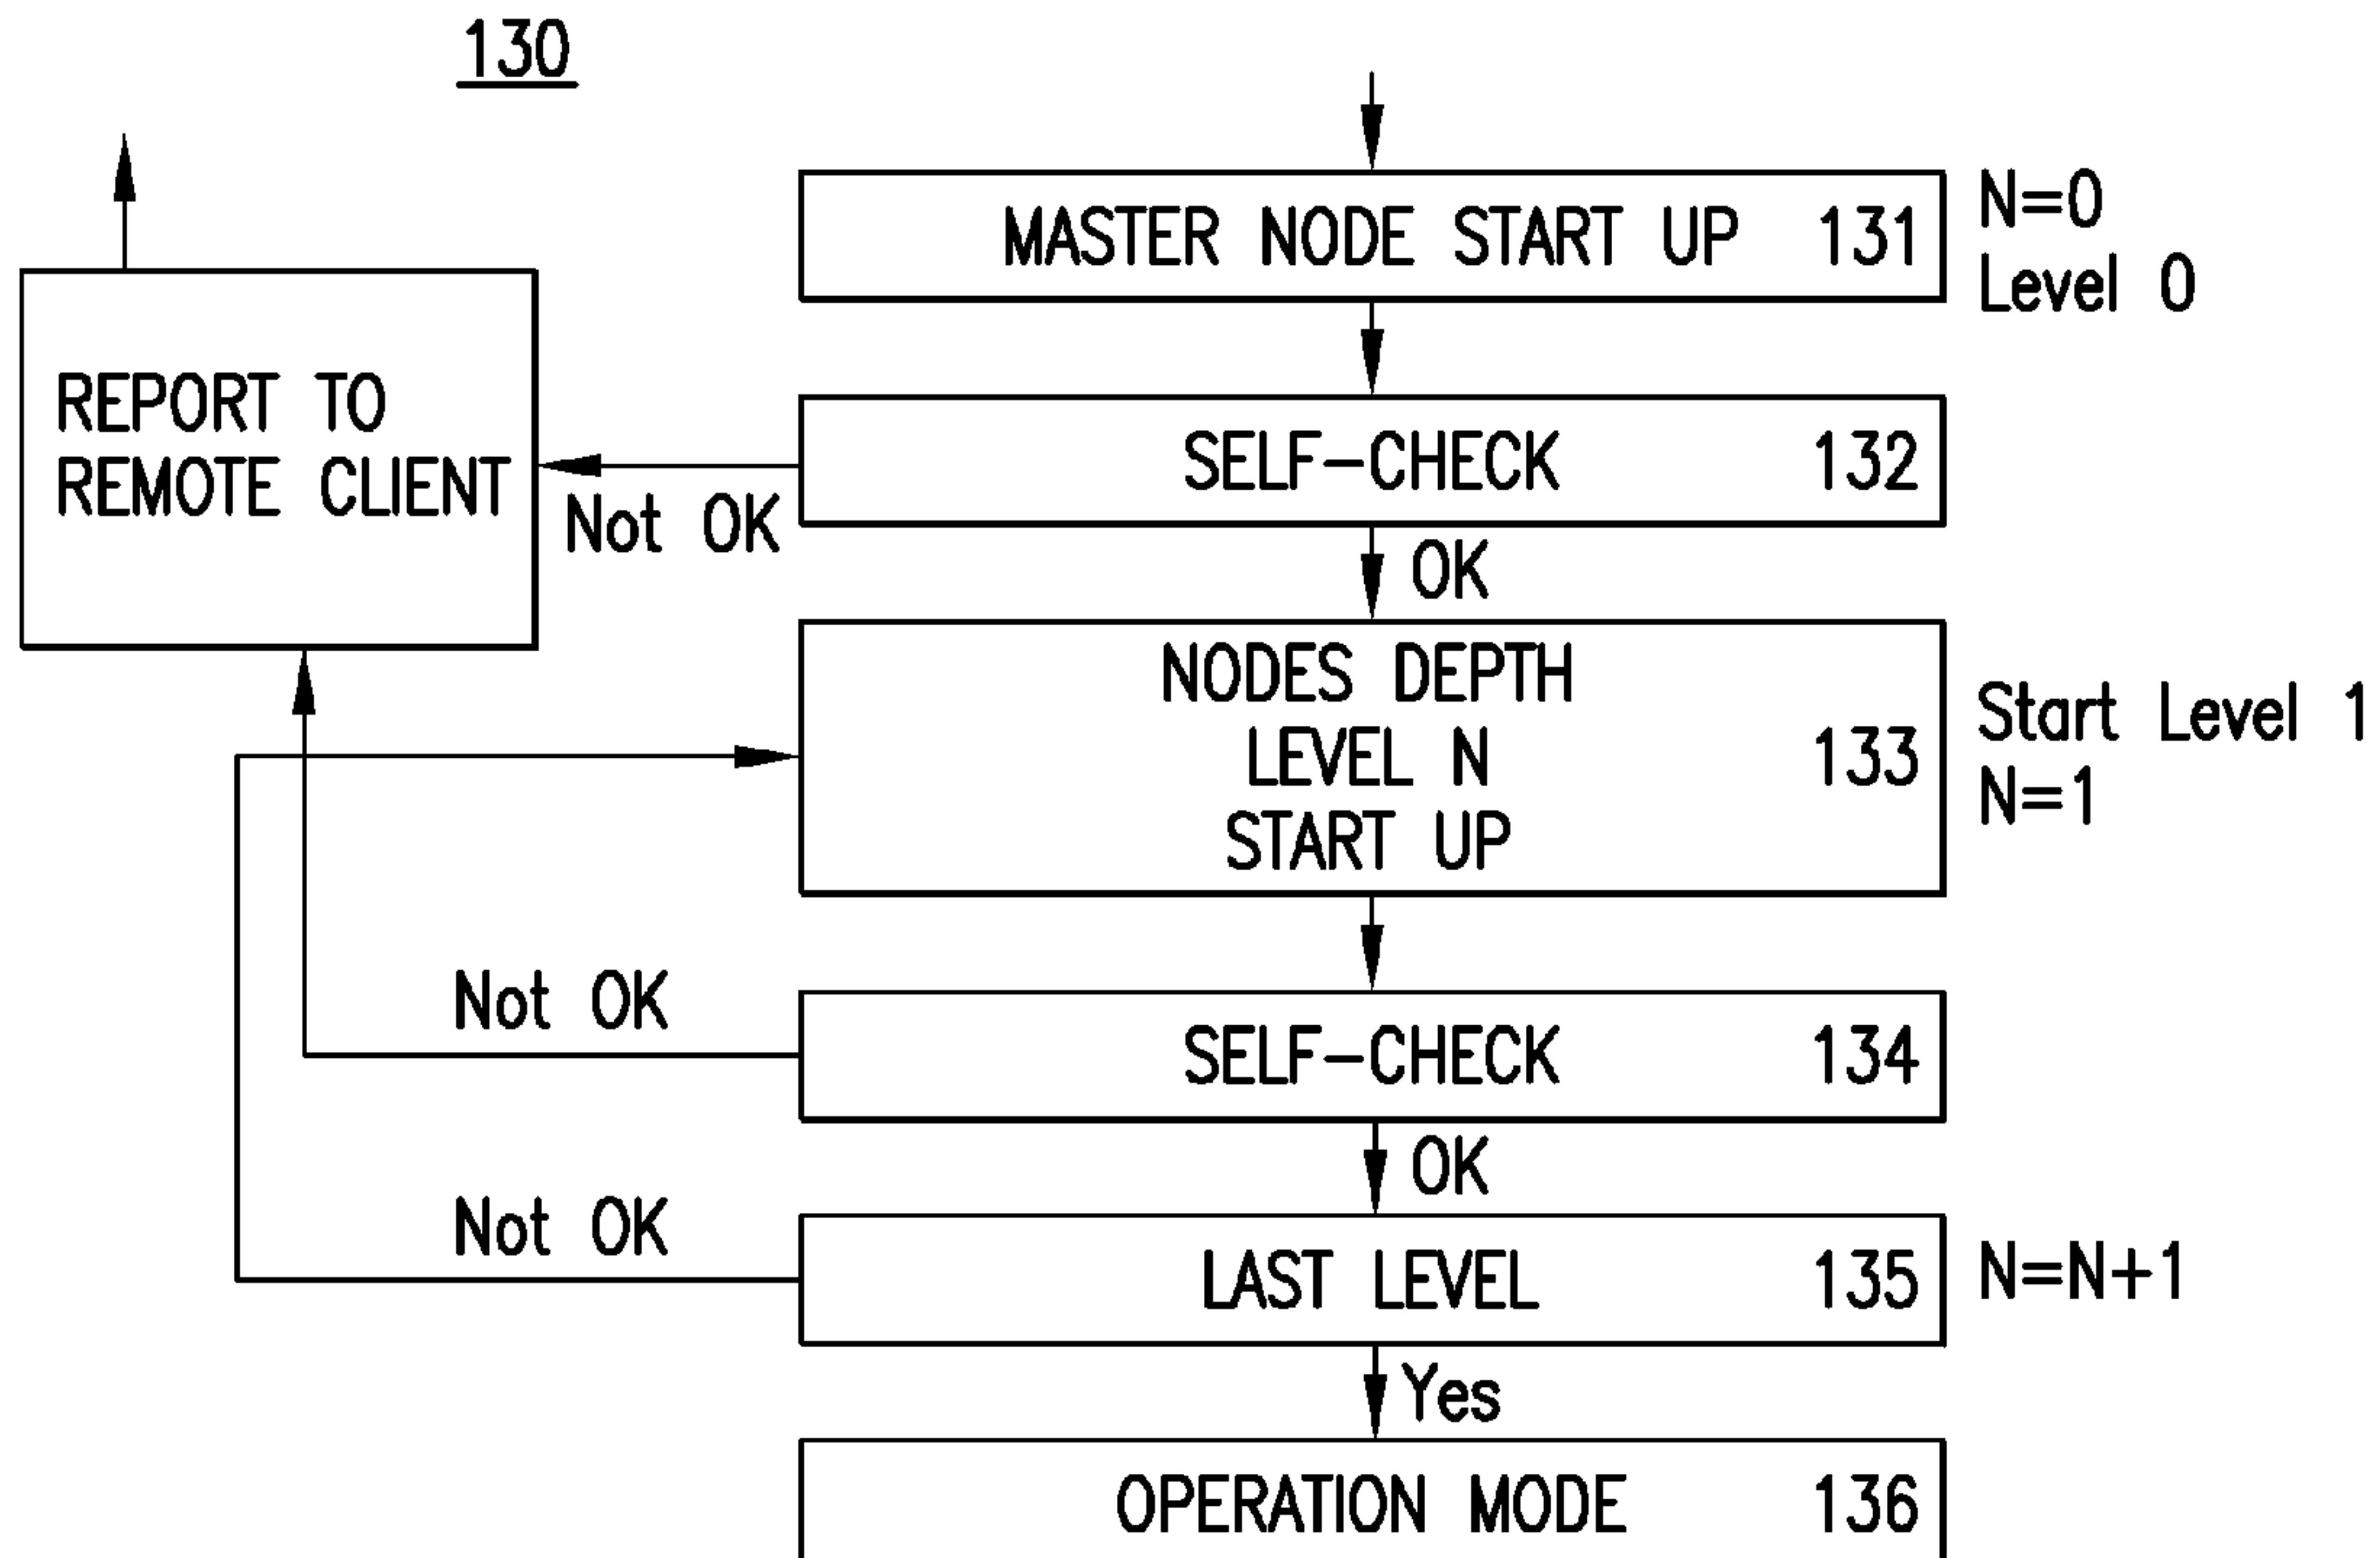 130
MASTER NODE START UP 131
N=0
Level 0
REPORT TO
REMOTE CLIENT
SELF-CHECK 132
Not OK
OK
NODES DEPTH
LEVEL N
START UP
133
Start Level 1
N=1
Not OK
SELF-CHECK 134
OK
Not OK
LAST LEVEL 135
N=N+1
Yes
OPERATION MODE 136